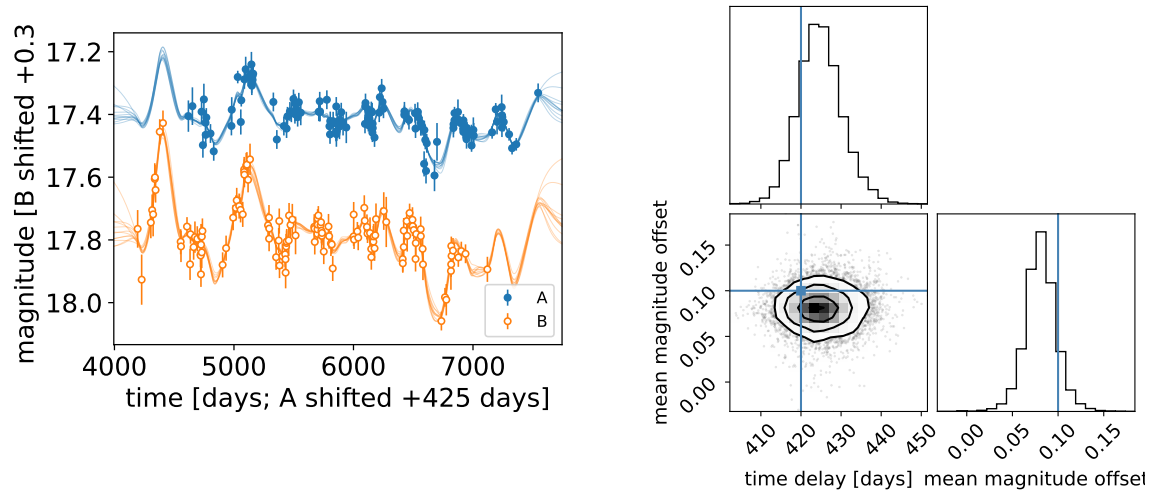 magnitude [B shifted +0.3
17.2
17.4
17.6
17.8
18.0
A
B
4000 5000 6000 7000
time [days; A shifted +425 days]
mean magnitude offset
0.15
0.10
0.05
0.00
410 420 430 440 450
time delay [days]
0.00 0.05 0.10 0.15
mean magnitude offset